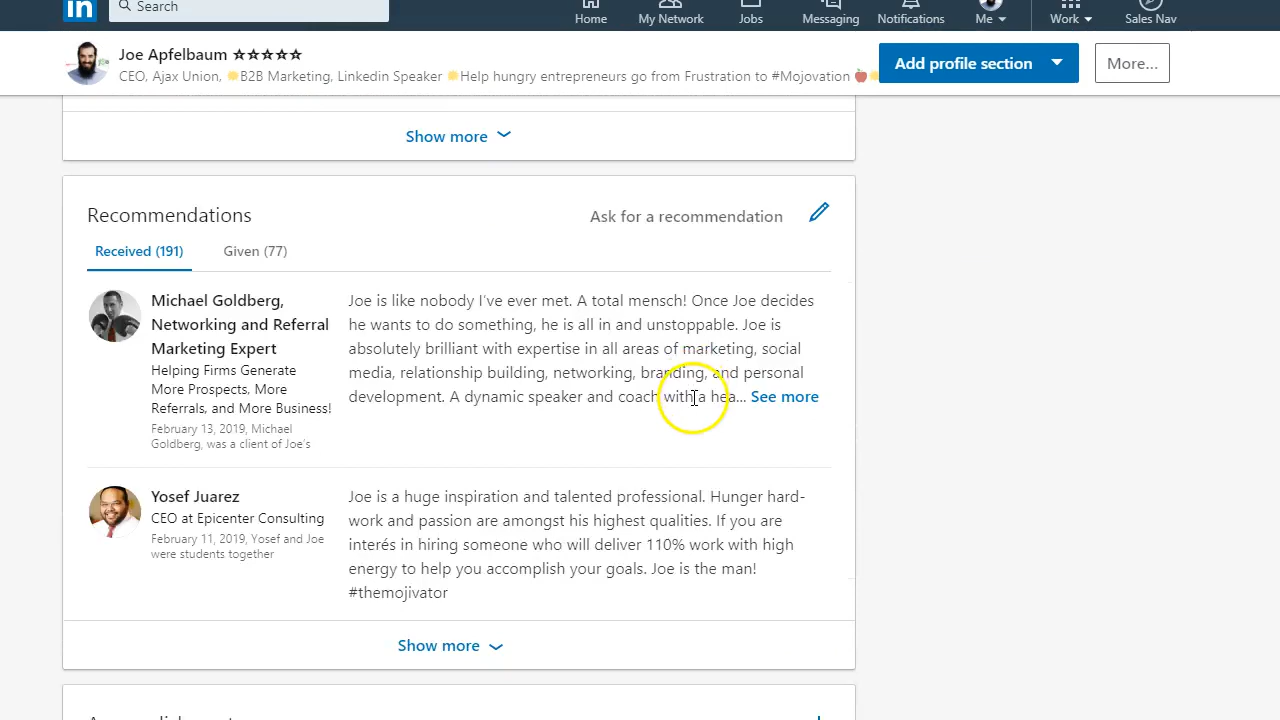 in
Search
Home
My Network
Jobs
Messaging
Notifications
Me
Work
Sales Nav
Joe Apfelbaum ☆☆☆☆☆
CEO, Ajax Union, B2B Marketing, Linkedin Speaker Help hungry entrepreneurs go from Frustration to #Mojovation
Add profile section
More...
Show more
Recommendations
Ask for a recommendation
Received (191)
Given (77)
Michael Goldberg,
Networking and Referral
Marketing Expert
Helping Firms Generate
More Prospects, More
Referrals, and More Business!
February 13, 2019, Michael
Goldberg, was a client of Joe's
Joe is like nobody I've ever met. A total mensch! Once Joe decides
he wants to do something, he is all in and unstoppable. Joe is
absolutely brilliant with expertise in all areas of marketing, social
media, relationship building, networking, branding, and personal
development. A dynamic speaker and coach with a hea... See more
Yosef Juarez
CEO at Epicenter Consulting
February 11, 2019, Yosef and Joe
were students together
Joe is a huge inspiration and talented professional. Hunger hard-
work and passion are amongst his highest qualities. If you are
interés in hiring someone who will deliver 110% work with high
energy to help you accomplish your goals. Joe is the man!
#themojivator
Show more